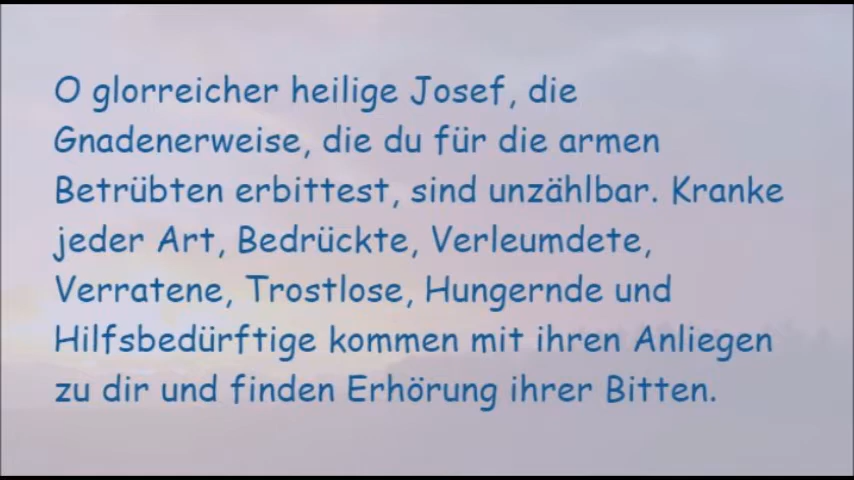 O glorreicher heilige Josef, die
Gnadenerweise, die du für die armen
Betrübten erbittest, sind unzählbar. Kranke
jeder Art, Bedrückte, Verleumdete,
Verratene, Trostlose, Hungernde und
Hilfsbedürftige kommen mit ihren Anliegen
zu dir und finden Erhörung ihrer Bitten.